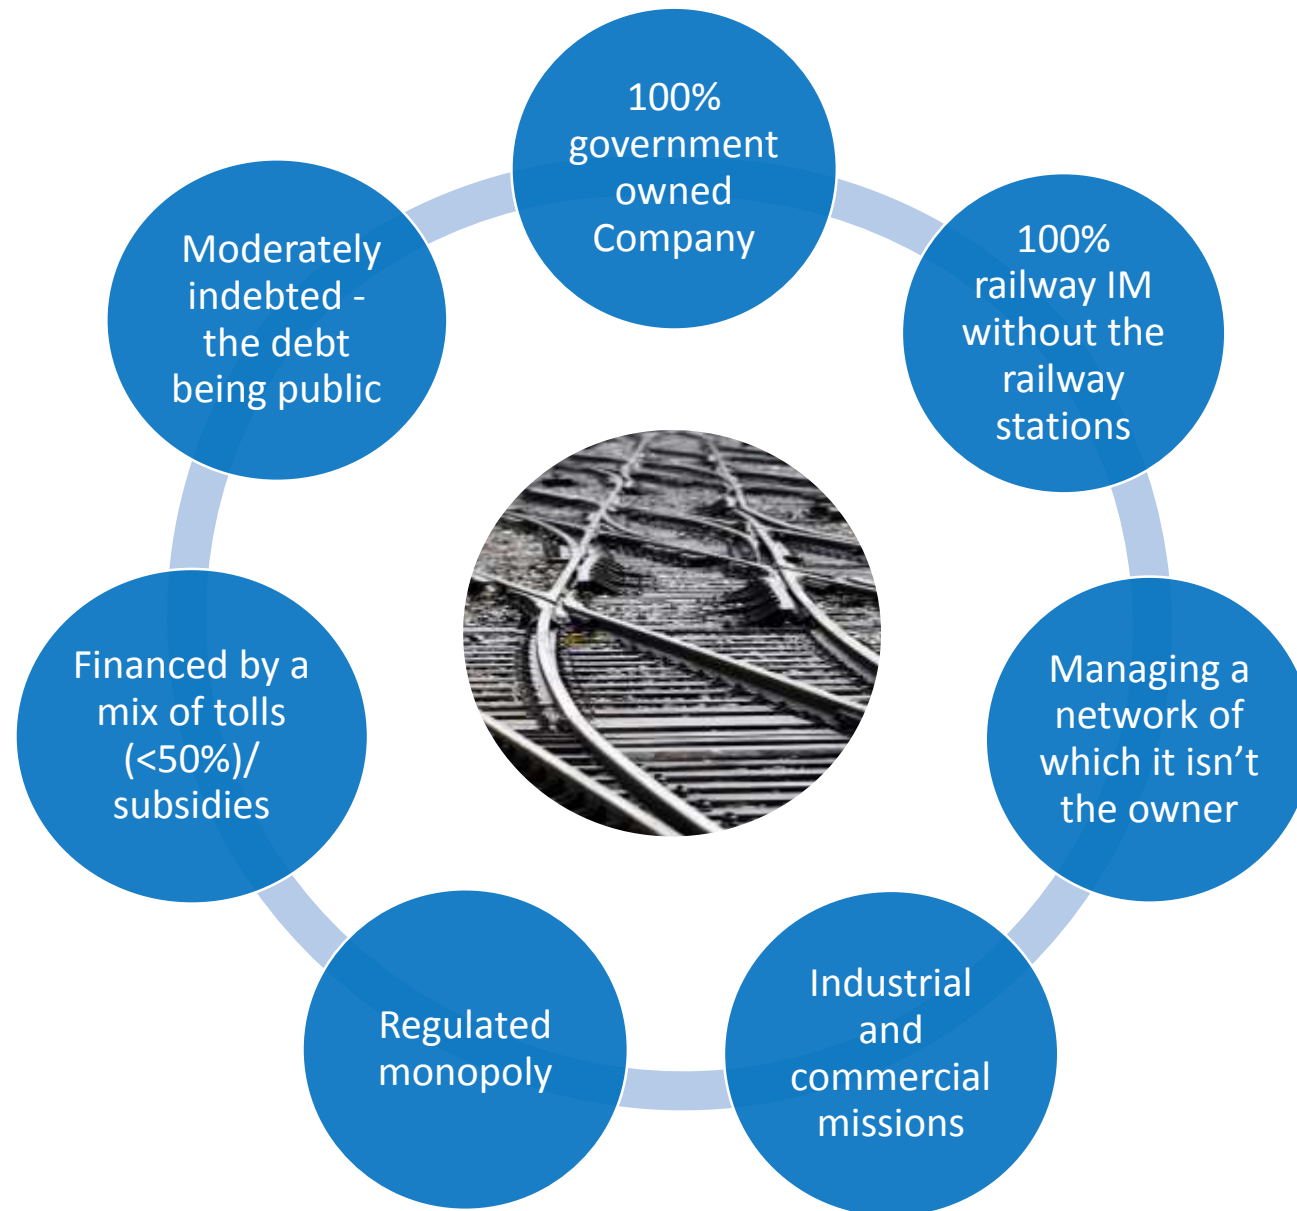 100%
government
owned
Company
100%
railway IM
without the
railway
stations
Managing a
network of
which it isn’t
the owner
Industrial
and
commercial
missions
Regulated
monopoly
Financed by a
mix of tolls
(<50%)/
subsidies
Moderately
indebted -
the debt
being public